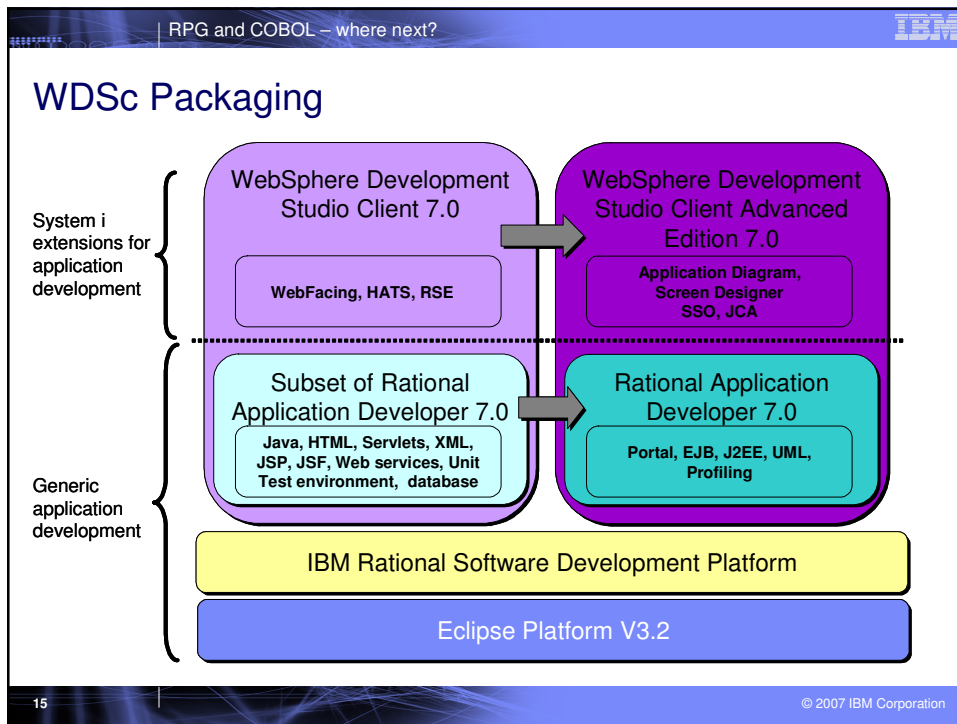 RPG and COBOL – where next?
IBM
WDSc Packaging
System i
extensions for
application
development
WebSphere Development
Studio Client 7.0
WebFacing, HATS, RSE
WebSphere Development
Studio Client Advanced
Edition 7.0
Application Diagram,
Screen Designer
SSO, JCA
Generic
application
development
Subset of Rational
Application Developer 7.0
Java, HTML, Servlets, XML,
JSP, JSF, Web services, Unit
Test environment, database
Rational Application
Developer 7.0
Portal, EJB, J2EE, UML,
Profiling
IBM Rational Software Development Platform
Eclipse Platform V3.2
15
© 2007 IBM Corporation